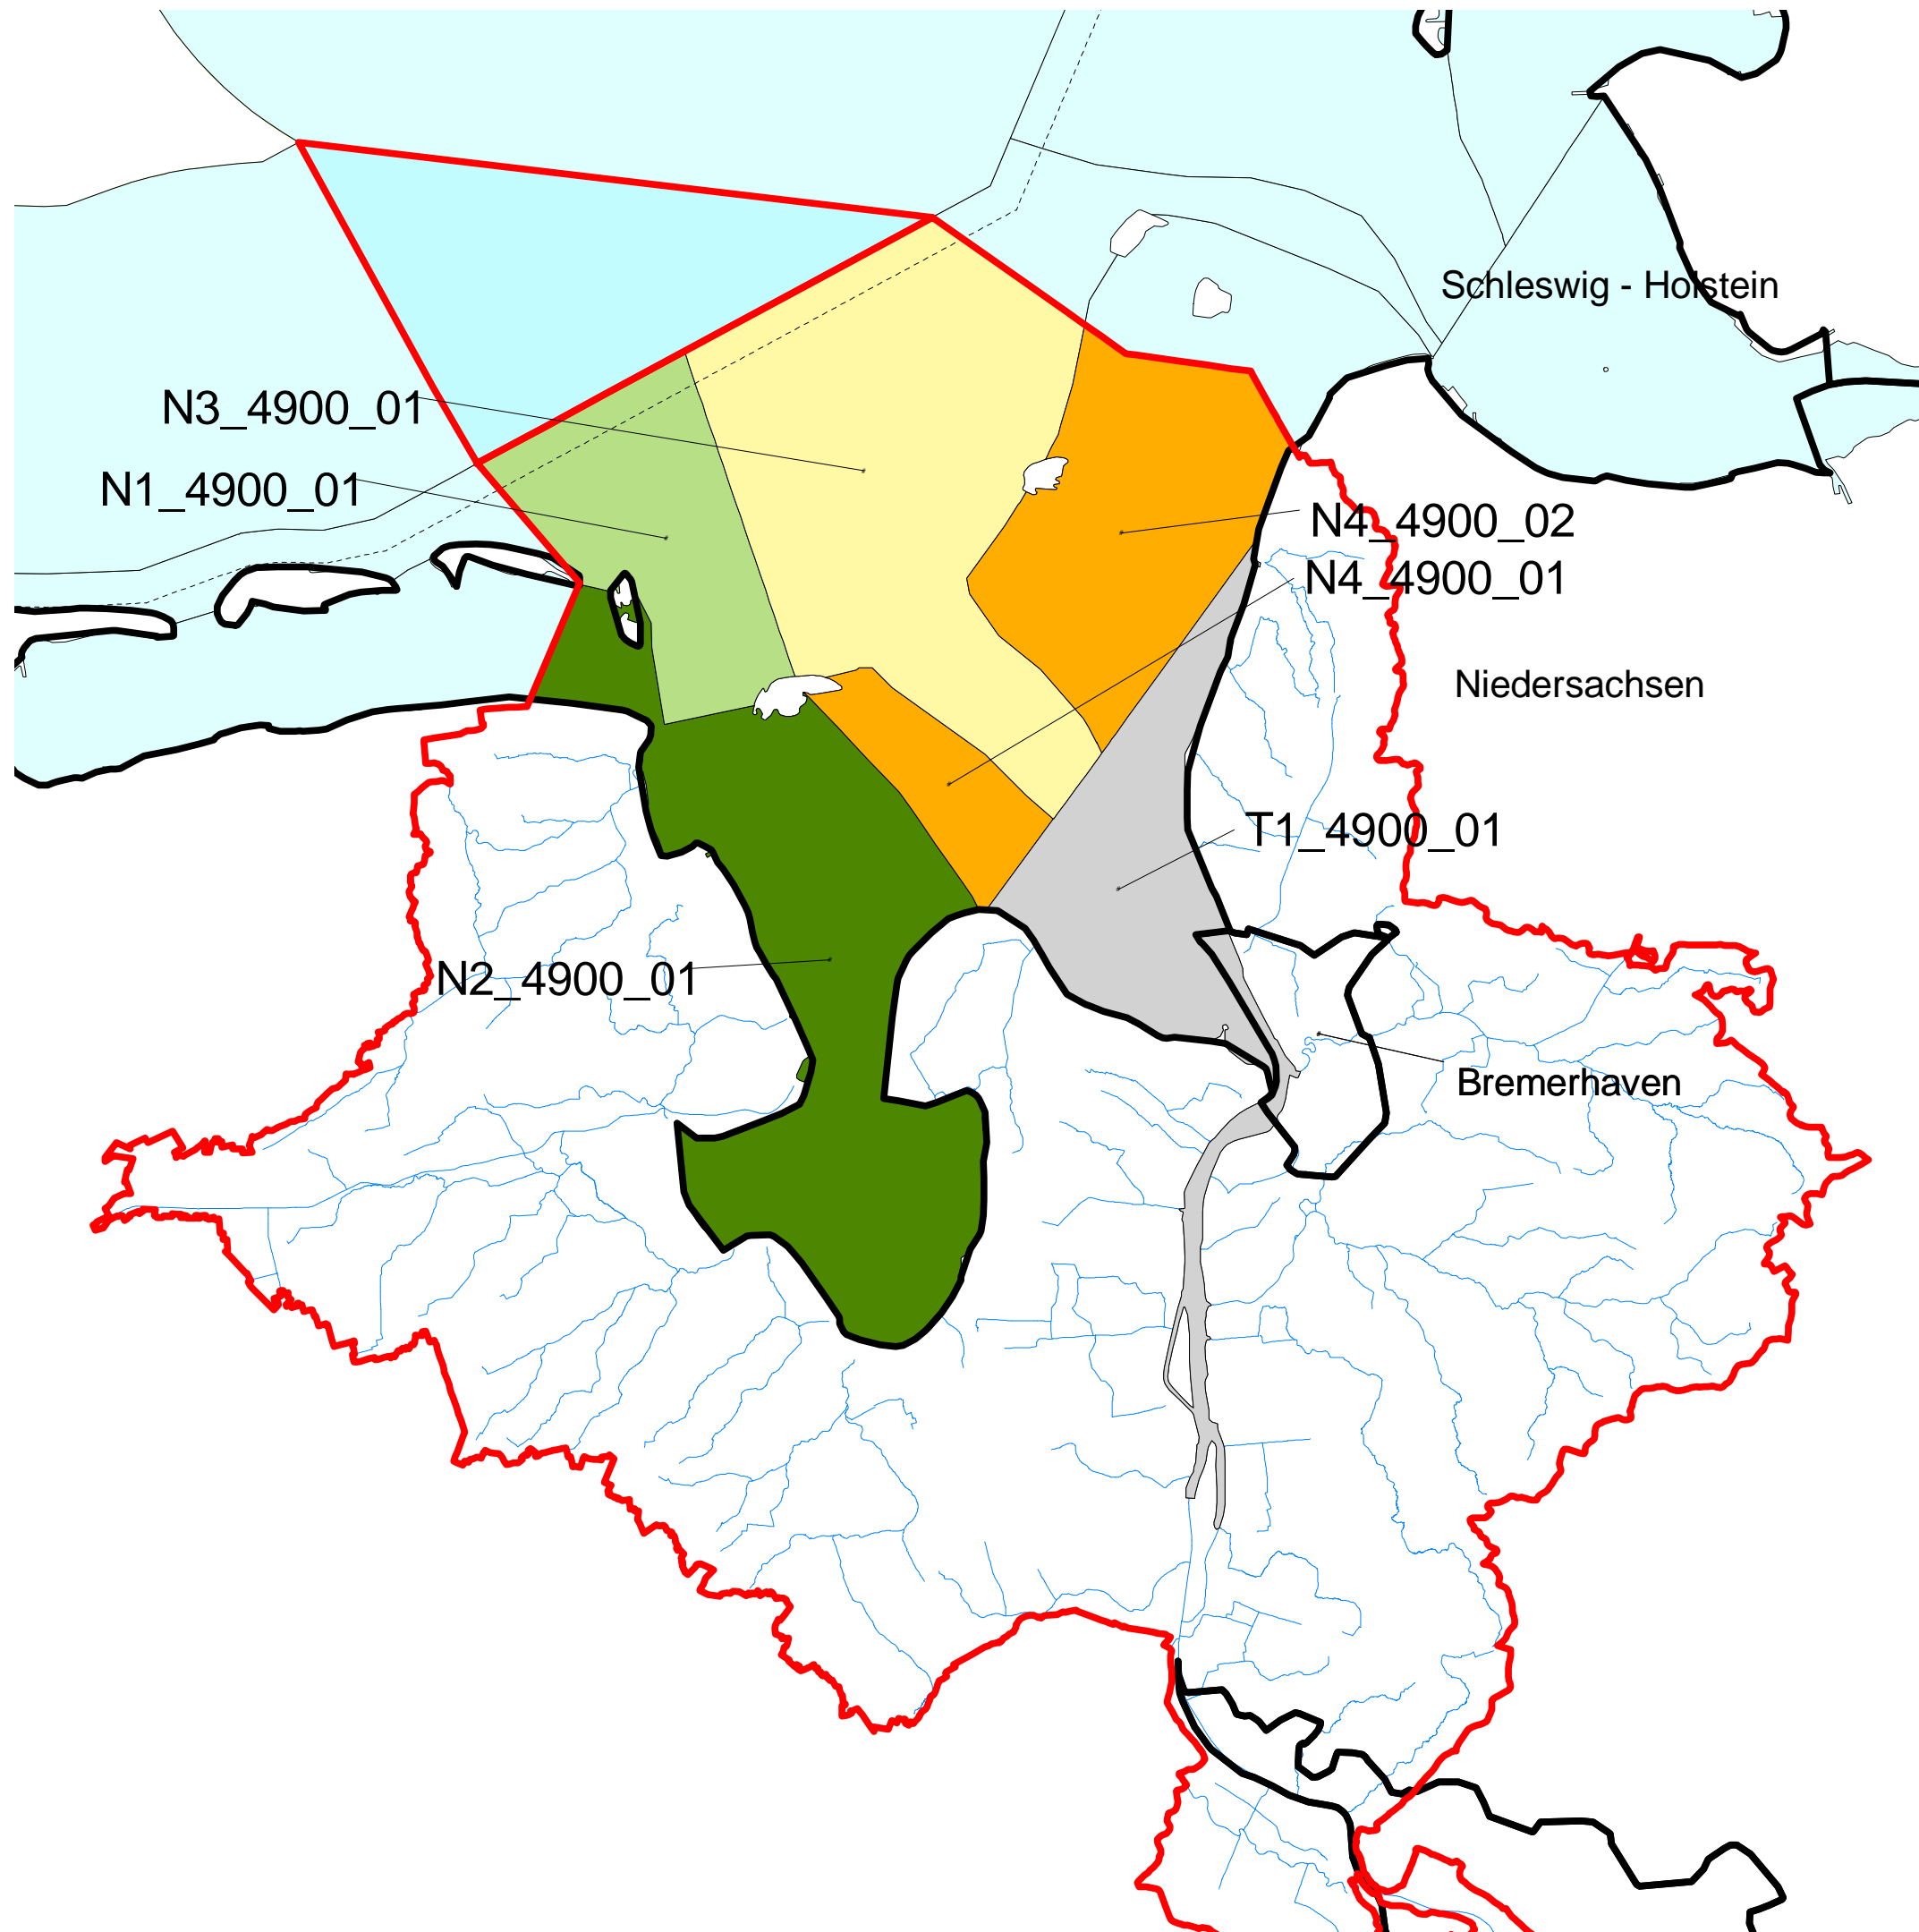 Schleswig - Holstein
N3_4900_01
N1_4900_01
N4_4900_02
N4_4900_01
Niedersachsen
T1_4900_01
N2_4900_01
Bremerhaven